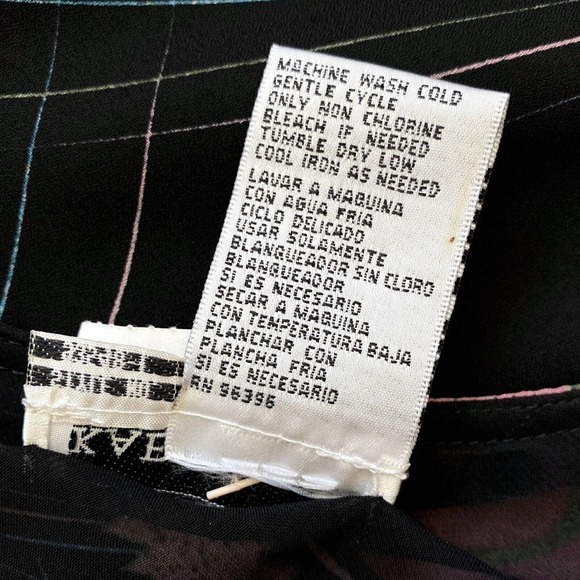 MACHINE WASH COLD
GENTLE CYCLE
ONLY NON CHLORINE
BLEACH IF NEEDED
TUMBLE DRY LOW
COOL IRON AS NEEDED
LAVAR A MAQUINA
CON AGUA FRIA
CICLO DELICADO
USAR SOLAMENTE
BLANQUEADOR SIN CLORO
BLANQUEADOR
SI ES NECESARIO
SECAR A MAQUINA
CON TEMPERATURA BAJA
PLANCHAR CON
PLANCHA FRIA
SI ES NECESARIO
RN 56396